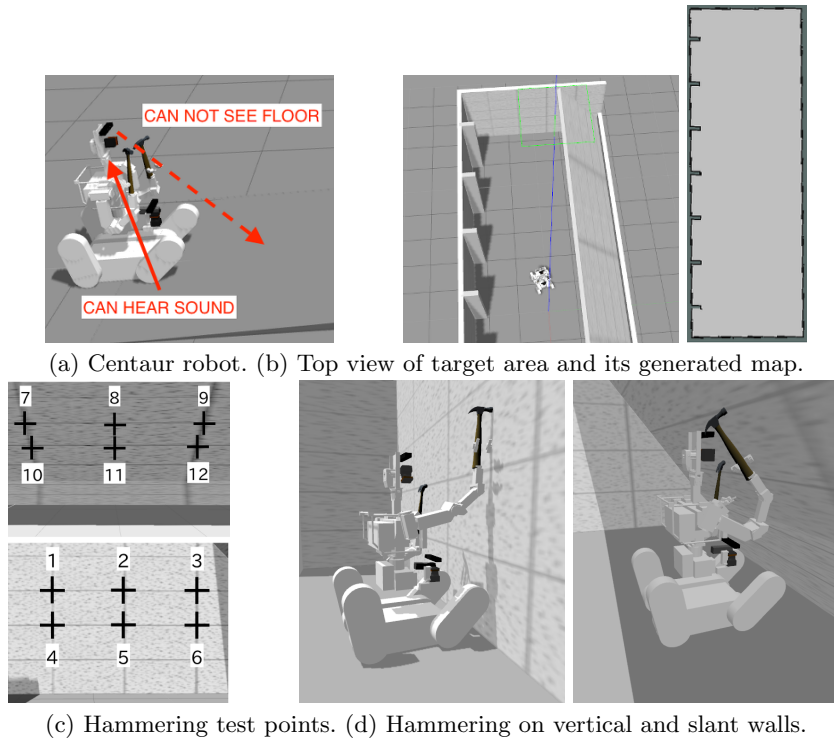 CAN NOT SEE FLOOR
CAN HEAR SOUND
(a) Centaur robot. (b) Top view of target area and its generated map.
7 8 9
10 11 12
1 2 3
4 5 6
(c) Hammering test points. (d) Hammering on vertical and slant walls.